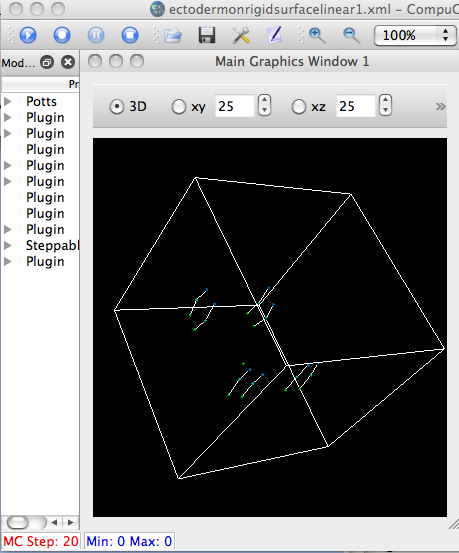 ectodermonrigidsurfacelinear1.xml – CompuC
100%
Mod...
Main Graphics Window 1
Pr
3D xy 25 xz 25 »
Potts
Plugin
Plugin
Plugin
Plugin
Plugin
Plugin
Plugin
Plugin
Steppabl
Plugin
MC Step: 20 Min: 0 Max: 0